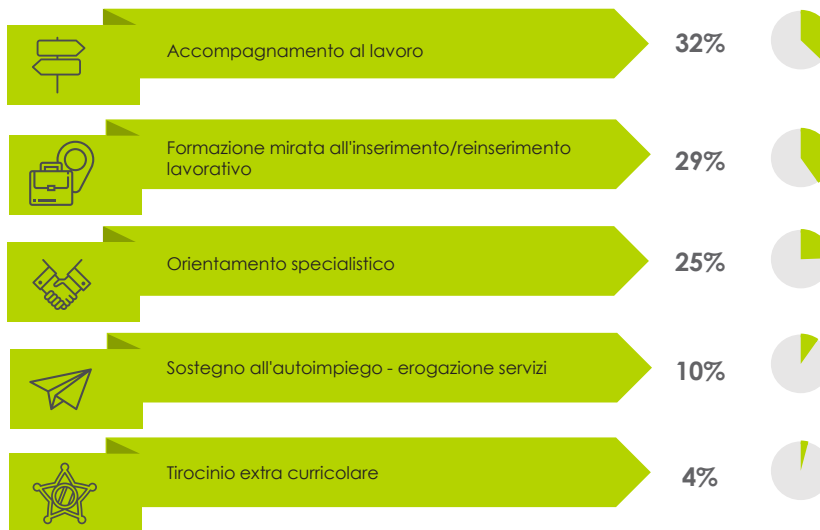 Accompagnamento al lavoro
32%
Formazione mirata all'inserimento/reinserimento
lavorativo
29%
Orientamento specialistico
25%
Sostegno all'autoimpiego - erogazione servizi
10%
Tirocinio extra curricolare
4%